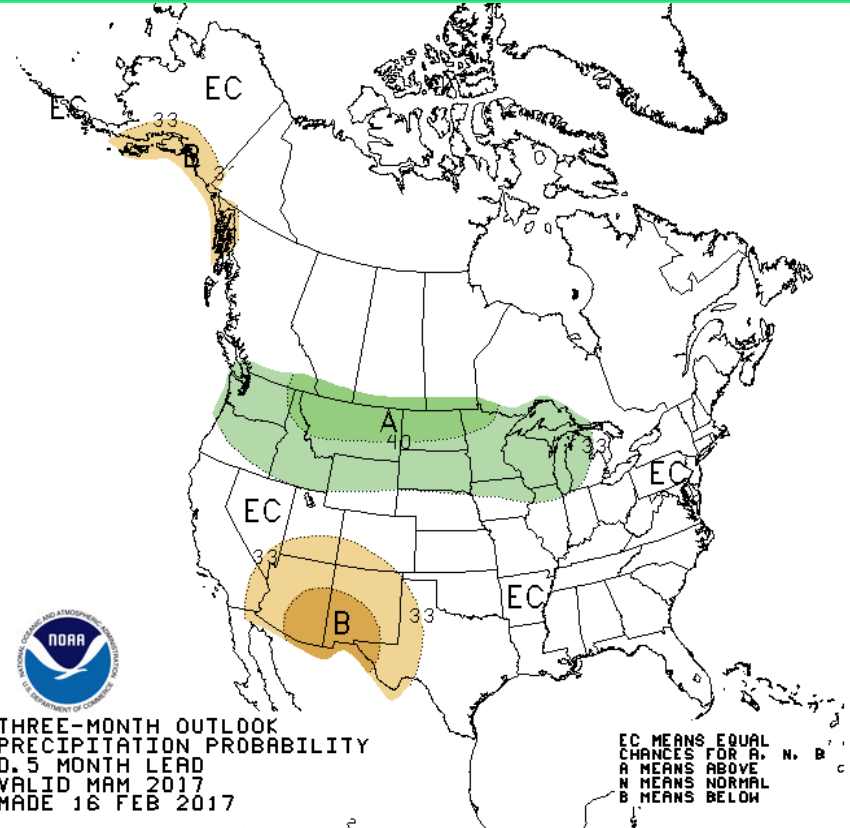 EC
EC
33
B
3
A
40
33
EC
EC
33
B
33
EC
NATIONAL OCEANIC AND ATMOSPHERIC ADMINISTRATION
NOAA
U.S. DEPARTMENT OF COMMERCE
THREE-MONTH OUTLOOK
PRECIPITATION PROBABILITY
0.5 MONTH LEAD
VALID MAM 2017
MADE 16 FEB 2017
EC MEANS EQUAL
CHANCES FOR A, N, B
A MEANS ABOVE
N MEANS NORMAL
B MEANS BELOW